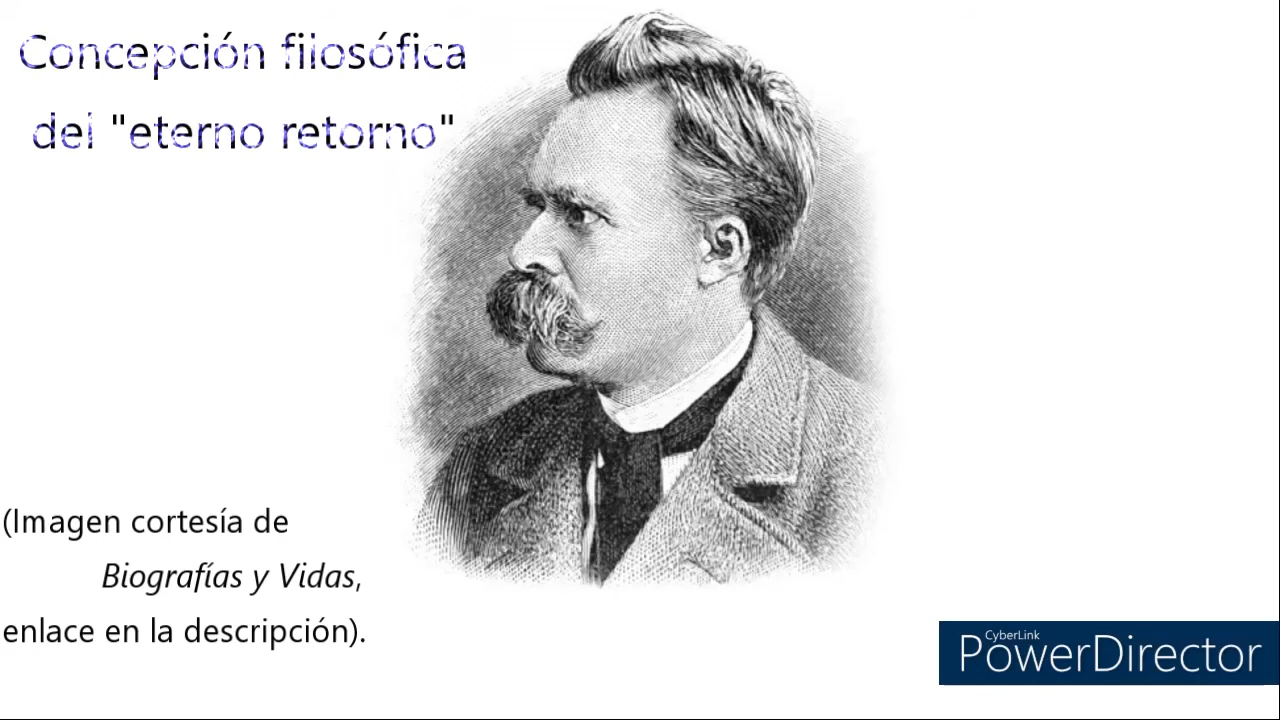 Concepción filosófica
del "eterno retorno"
(Imagen cortesía de
Biografías y Vidas,
enlace en la descripción).
CyberLink
PowerDirector